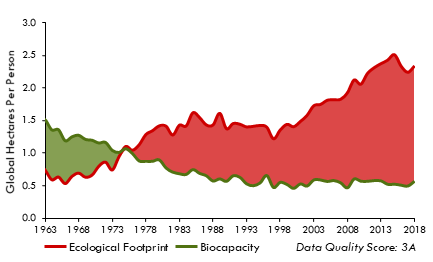 Global Hectares Per Person
3.0
2.5
2.0
1.5
1.0
0.5
0.0
1963 1968 1973 1978 1983 1988 1993 1998 2003 2008 2013 2018
Ecological Footprint Biocapacity Data Quality Score: 3A